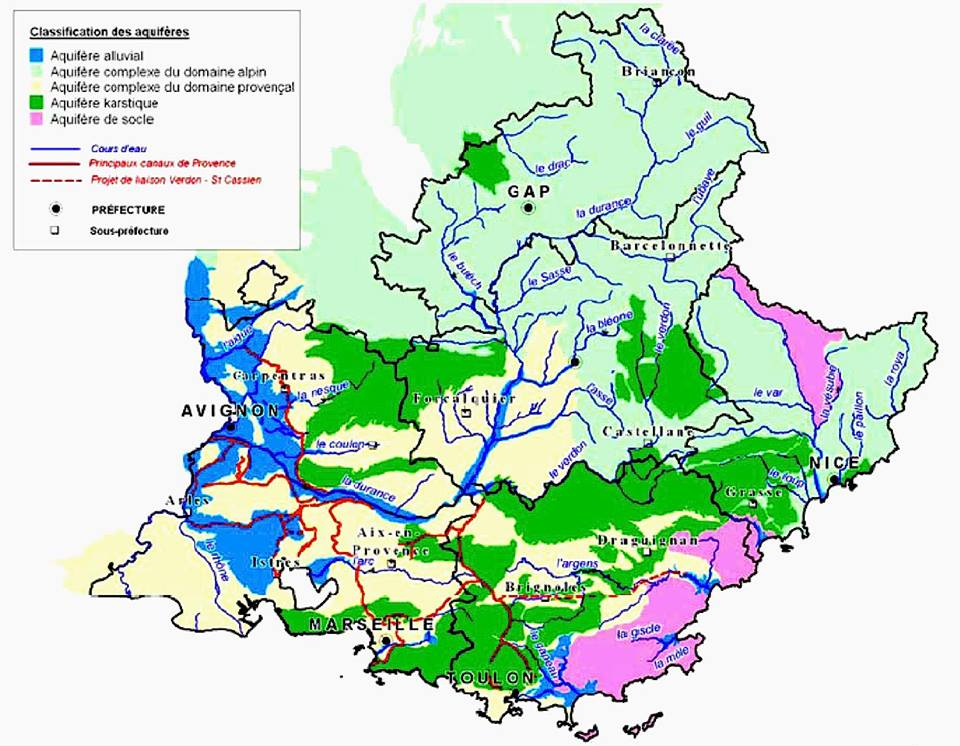 Classification des aquifères
Aquifère alluvial
Aquifère complexe du domaine alpin
Aquifère complexe du domaine provençal
Aquifère karstique
Aquifère de socle
Cours d'eau
Principaux canaux de Provence
Projet de liaison Verdon - St Cassien
PRÉFECTURE
Sous-préfecture
la clarée
Briançon
le guil
le drac
GAP
l'ubaye
la durance
Barcelonnette
le buëch
le Sasse
la bléone
le verdon
Carpentras
la nesque
la vésubie
la roya
Forcalquier
l'asse
le var
le paillon
AVIGNON
Castellane
le coulon
le verdon
NICE
la durance
le loup
Grasse
Arles
Aix-en-
Provence
Draguignan
le rhône
Istres
l'arc
l'argens
Brignoles
MARSEILLE
la giscle
le gapeau
la môle
TOULON